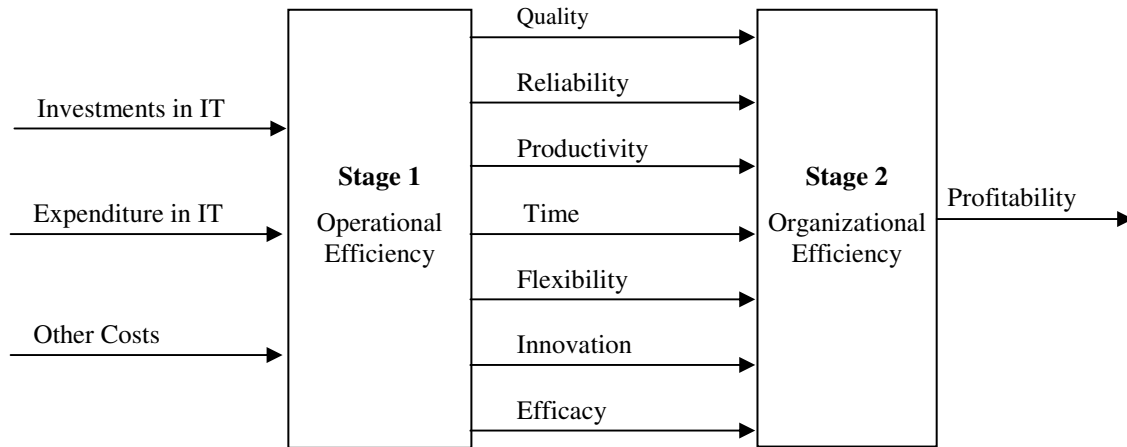 Investments in IT
Expenditure in IT
Other Costs
Stage 1
Operational
Efficiency
Quality
Reliability
Productivity
Time
Flexibility
Innovation
Efficacy
Stage 2
Organizational
Efficiency
Profitability